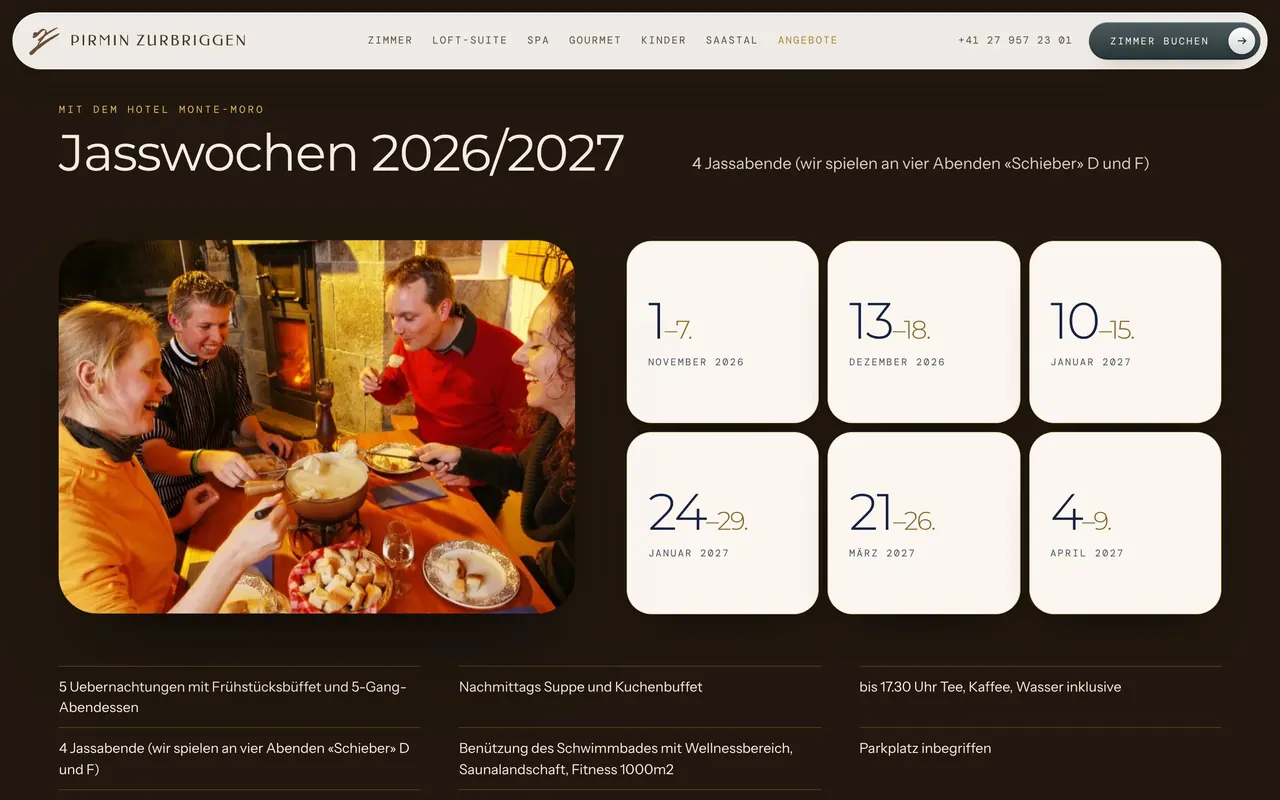 PIRMIN ZURBRIGGEN
ZIMMER LOFT-SUITE SPA GOURMET KINDER SAASTAL ANGEBOTE
+41 27 957 23 01
ZIMMER BUCHEN
MIT DEM HOTEL MONTE-MORO
Jasswochen 2026/2027
4 Jassabende (wir spielen an vier Abenden «Schieber» D und F)
1–7.
NOVEMBER 2026
13–18.
DEZEMBER 2026
10–15.
JANUAR 2027
24–29.
JANUAR 2027
21–26.
MÄRZ 2027
4–9.
APRIL 2027
5 Uebernachtungen mit Frühstücksbüffet und 5-Gang-
Abendessen
Nachmittags Suppe und Kuchenbuffet
bis 17.30 Uhr Tee, Kaffee, Wasser inklusive
4 Jassabende (wir spielen an vier Abenden «Schieber» D
und F)
Benützung des Schwimmbades mit Wellnessbereich,
Saunalandschaft, Fitness 1000m2
Parkplatz inbegriffen